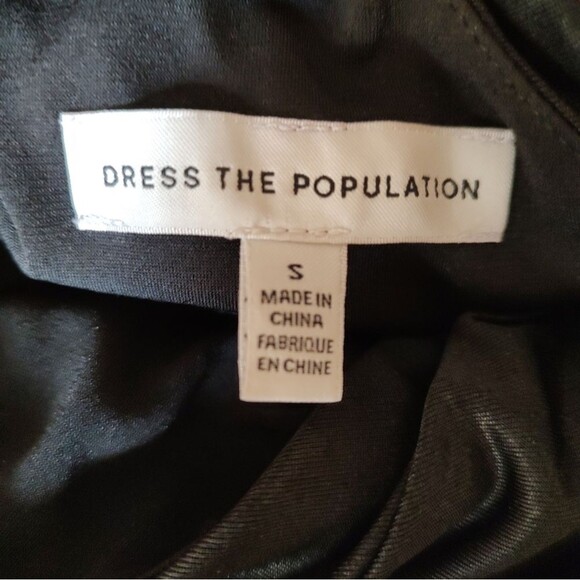 DRESS THE POPULATION
S
MADE IN
CHINA
FABRIQUE
EN CHINE